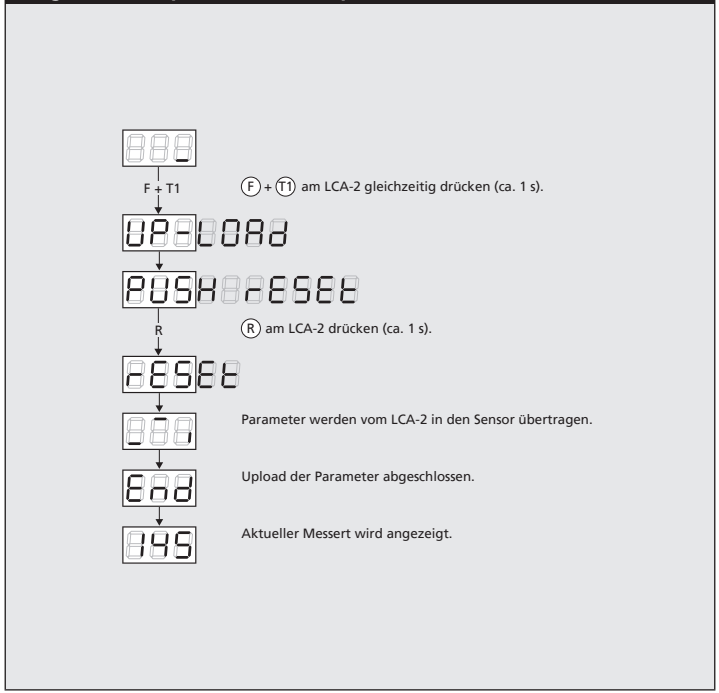 F + T1
F + T1 am LCA-2 gleichzeitig drücken (ca. 1 s).
UP-LOAd
PUSH rESEt
R
R am LCA-2 drücken (ca. 1 s).
rESEt
Parameter werden vom LCA-2 in den Sensor übertragen.
End
Upload der Parameter abgeschlossen.
145
Aktueller Messert wird angezeigt.